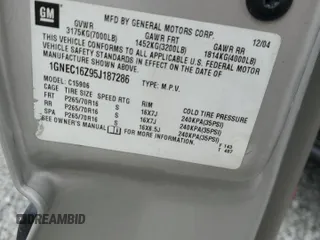 GM
MFD BY GENERAL MOTORS CORP.
12/04
GVWR GAWR FRT GAWR RR
3175KG(7000LB) 1452KG(3200LB) 1814KG(4000LB)
THIS VEHICLE CONFORMS TO ALL APPLICABLE U.S. FEDERAL MOTOR
VEHICLE SAFETY STANDARDS IN EFFECT ON THE DATE OF
MANUFACTURE SHOWN ABOVE.
1GNEC16Z95J187286 TYPE: M.P.V.
MODEL: C15906
TIRE SIZE SPEED RTG RIM COLD TIRE PRESSURE
FRT P265/70R16 S 16X7J 240KPA(35PSI)
RR P265/70R16 S 16X7J 240KPA(35PSI)
SPA P265/70R16 S 16X6.5J 240KPA(35PSI)
F 143
T 457
© DREAMBID